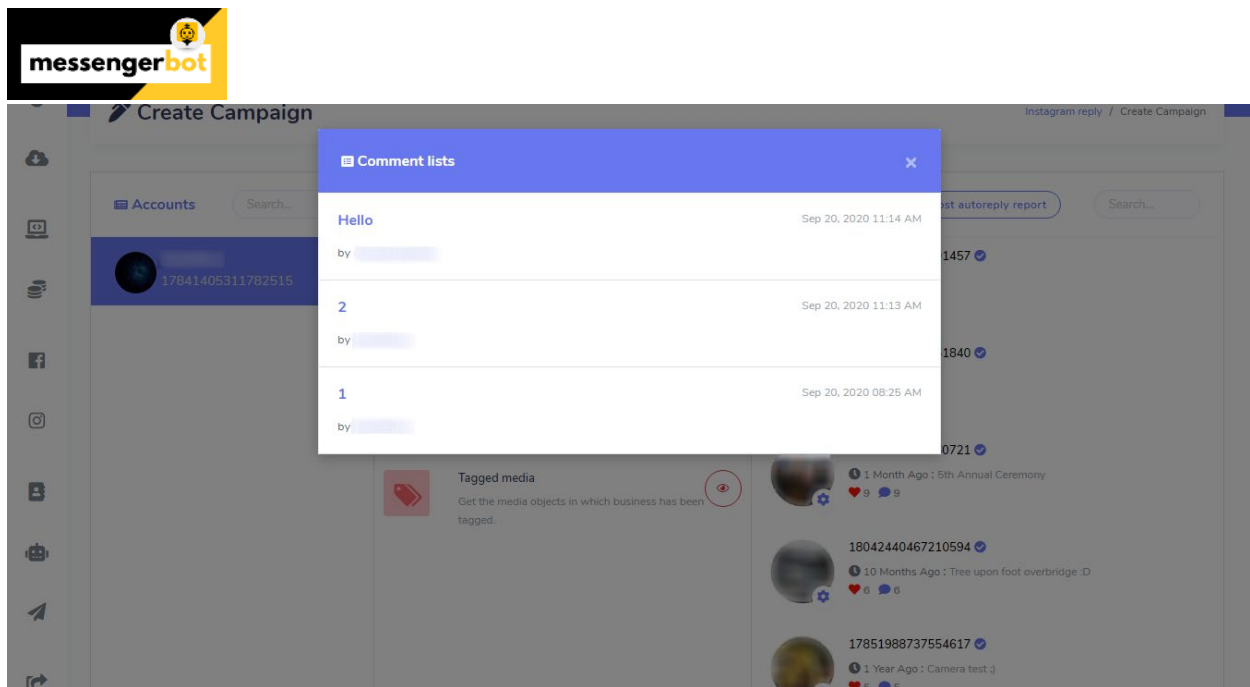 messengerbot
Create Campaign
Instagram reply / Create Campaign
Comment lists
×
Accounts
Search...
ost autoreply report
Search...
17841405311782515
Hello
Sep 20, 2020 11:14 AM
by
2
Sep 20, 2020 11:13 AM
by
1
Sep 20, 2020 08:25 AM
by
1457
1840
0721
1 Month Ago : 5th Annual Ceremony
9 9
Tagged media
Get the media objects in which business has been
tagged.
18042440467210594
10 Months Ago : Tree upon foot overbridge :D
6 6
17851988737554617
1 Year Ago : Camera test ;)